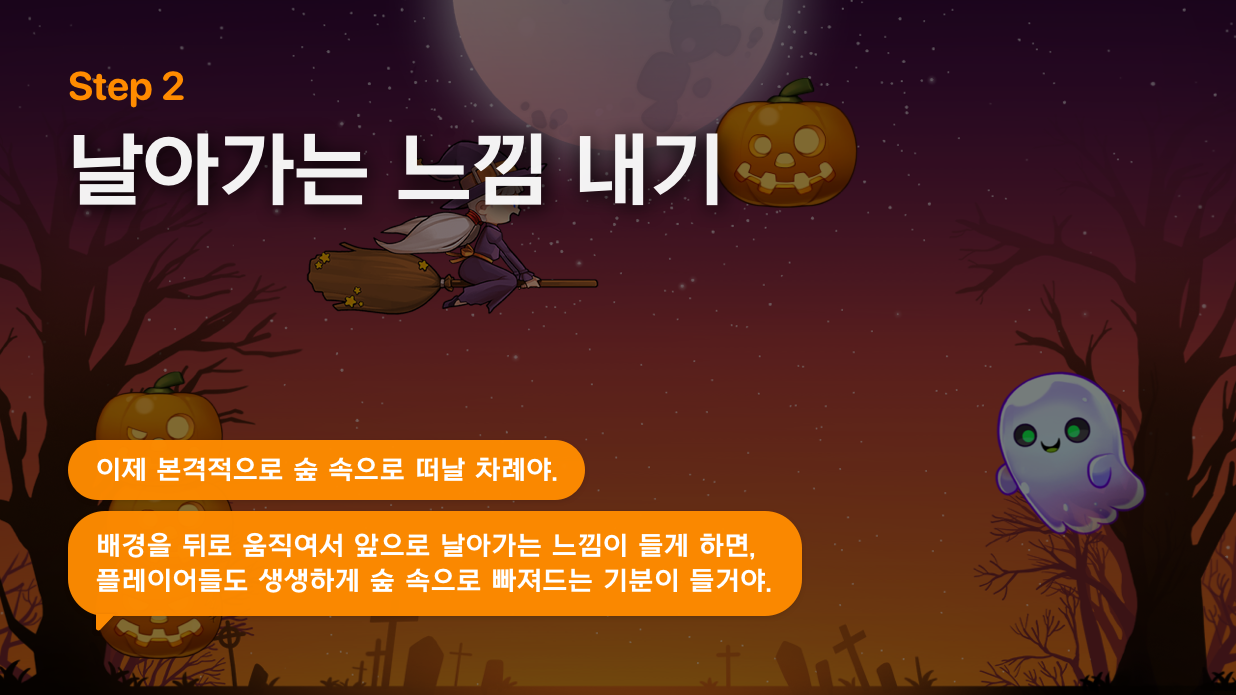 Step 2
날아가는 느낌 내기
이제 본격적으로 숲 속으로 떠날 차례야.
배경을 뒤로 움직여서 앞으로 날아가는 느낌이 들게 하면,
플레이어들도 생생하게 숲 속으로 빠져드는 기분이 들거야.